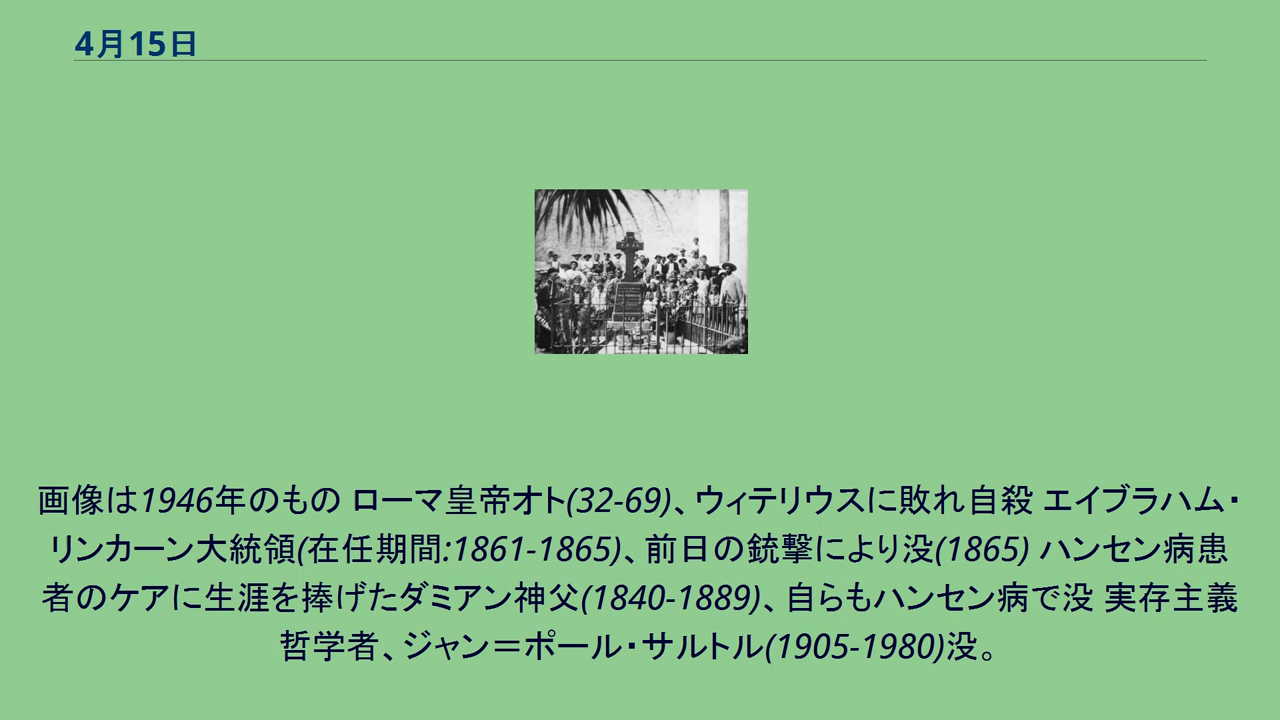 4月15日
画像は1946年のもの ローマ皇帝オト(32-69)、ウィテリウスに敗れ自殺 エイブラハム・
リンカーン大統領(在任期間:1861-1865)、前日の銃撃により没(1865) ハンセン病患
者のケアに生涯を捧げたダミアン神父(1840-1889)、自らもハンセン病で没 実存主義
哲学者、ジャン＝ポール・サルトル(1905-1980)没。